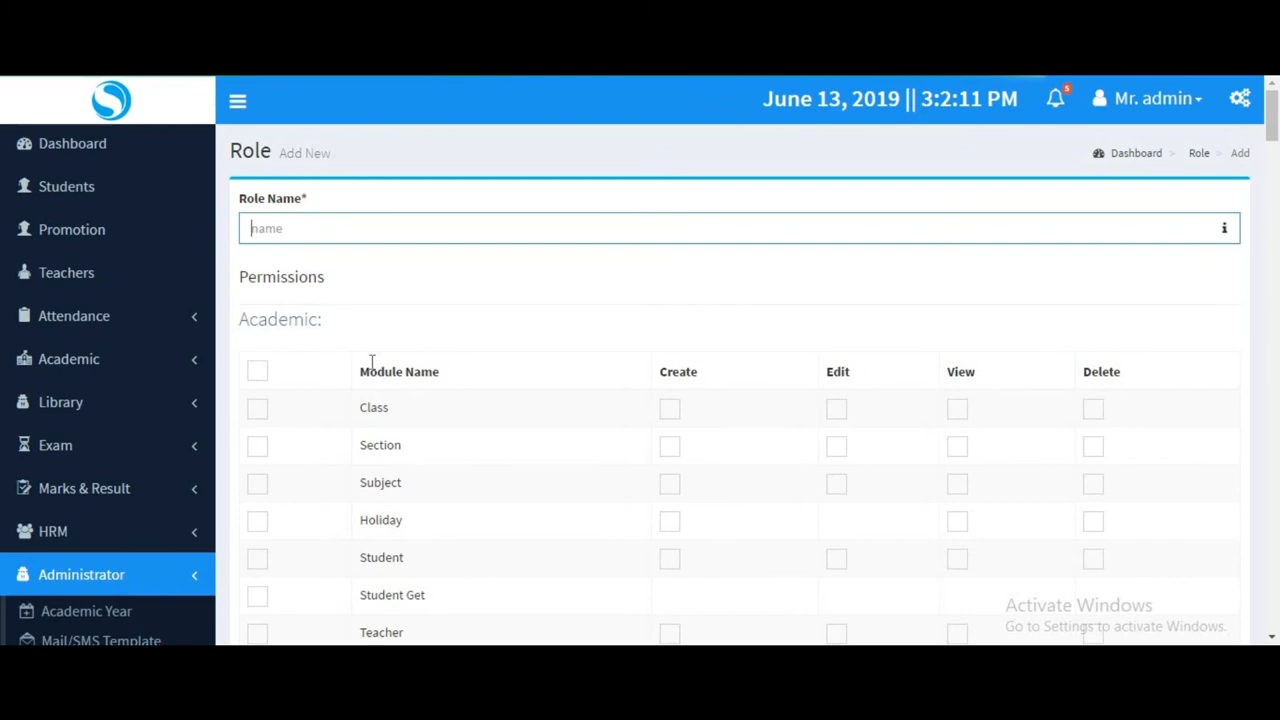 June 13, 2019 || 3:2:11 PM
5
Mr. admin
Dashboard
Students
Promotion
Teachers
Attendance
Academic
Library
Exam
Marks & Result
HRM
Administrator
Academic Year
Mail/SMS Template
Role Add New
Dashboard > Role > Add
Role Name*
name
Permissions
Academic:
Module Name Create Edit View Delete
Class
Section
Subject
Holiday
Student
Student Get
Teacher
Activate Windows
Go to Settings to activate Windows.